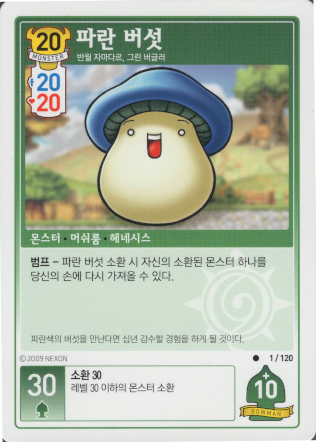 20
MONSTER
파란 버섯
반월 자마다르, 그린 버글러
20
20
몬스터 · 머쉬룸 · 헤네시스
범프 - 파란 버섯 소환 시 자신의 소환된 몬스터 하나를
당신의 손에 다시 가져올 수 있다.
파란색의 버섯을 만난다면 십년 감수할 경험을 하게 될 것이다.
©2009 NEXON
● 1/120
30
소환 30
레벨 30 이하의 몬스터 소환
+
10
BOWMAN